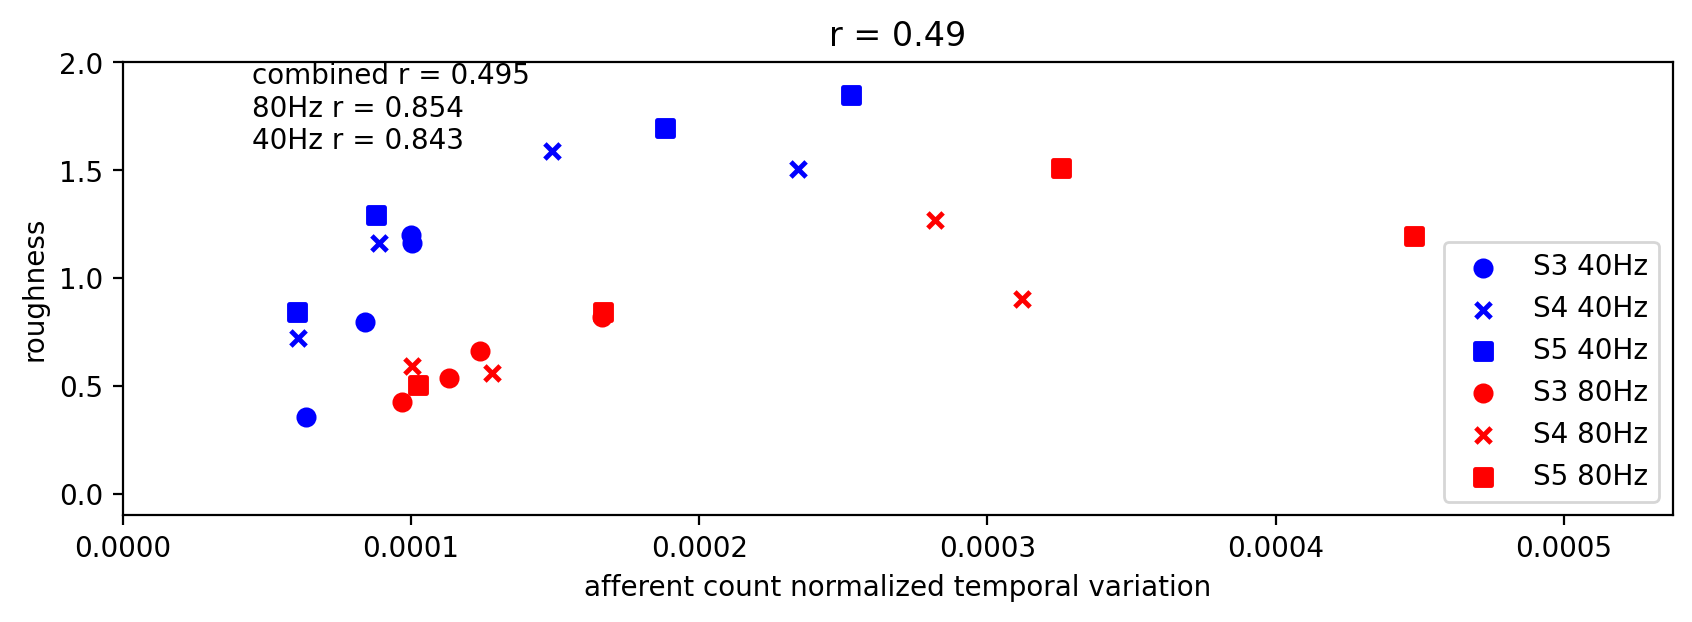 r = 0.49
combined r = 0.495
80Hz r = 0.854
40Hz r = 0.843
2.0
1.5
1.0
0.5
0.0
roughness
S3 40Hz
S4 40Hz
S5 40Hz
S3 80Hz
S4 80Hz
S5 80Hz
0.0000 0.0001 0.0002 0.0003 0.0004 0.0005
afferent count normalized temporal variation